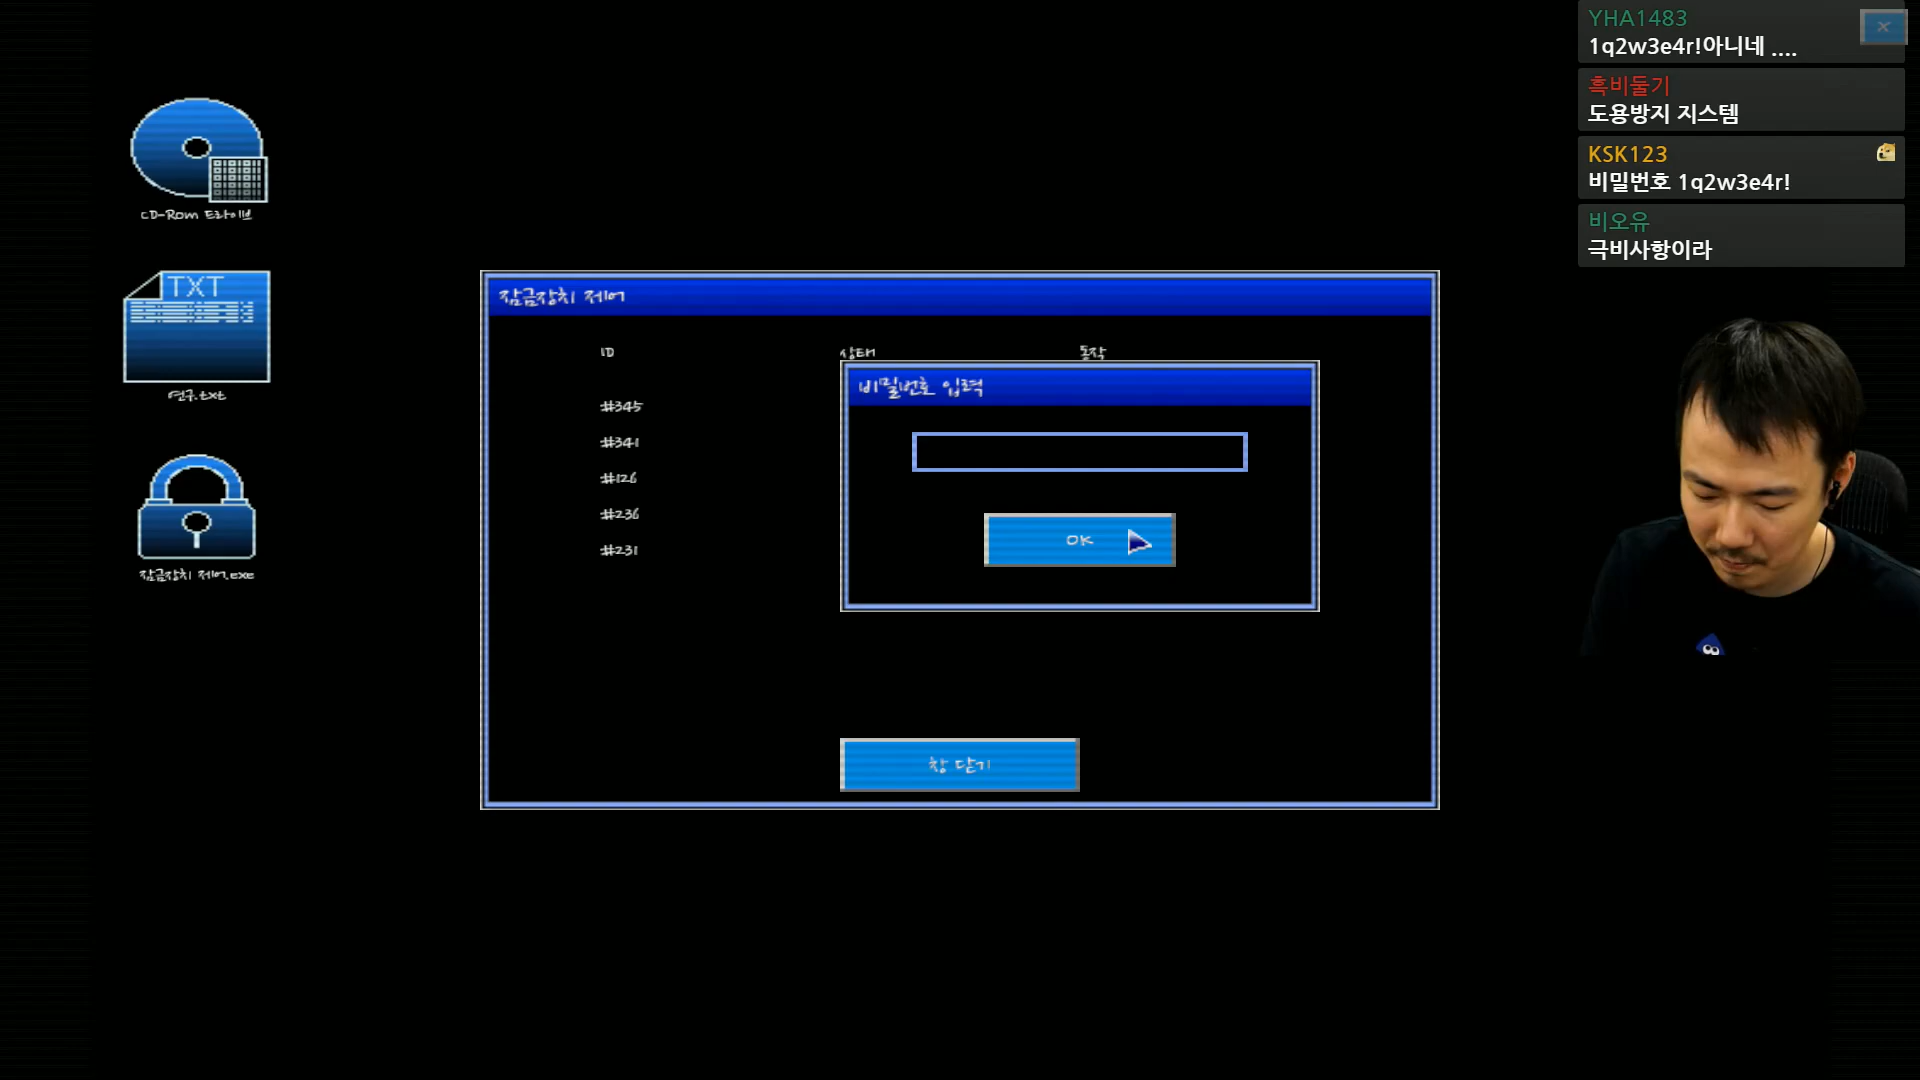 YHA1483
1q2w3e4r!아니네 ....
흑비둘기
도용방지 지스템
KSK123
비밀번호 1q2w3e4r!
비오유
극비사항이라
CD-Rom 드라이브
TXT
연구.txt
잠금장치 제어.exe
잠금장치 제어
ID 상태 동작
#345
#341
#126
#236
#231
비밀번호 입력
OK
창 닫기